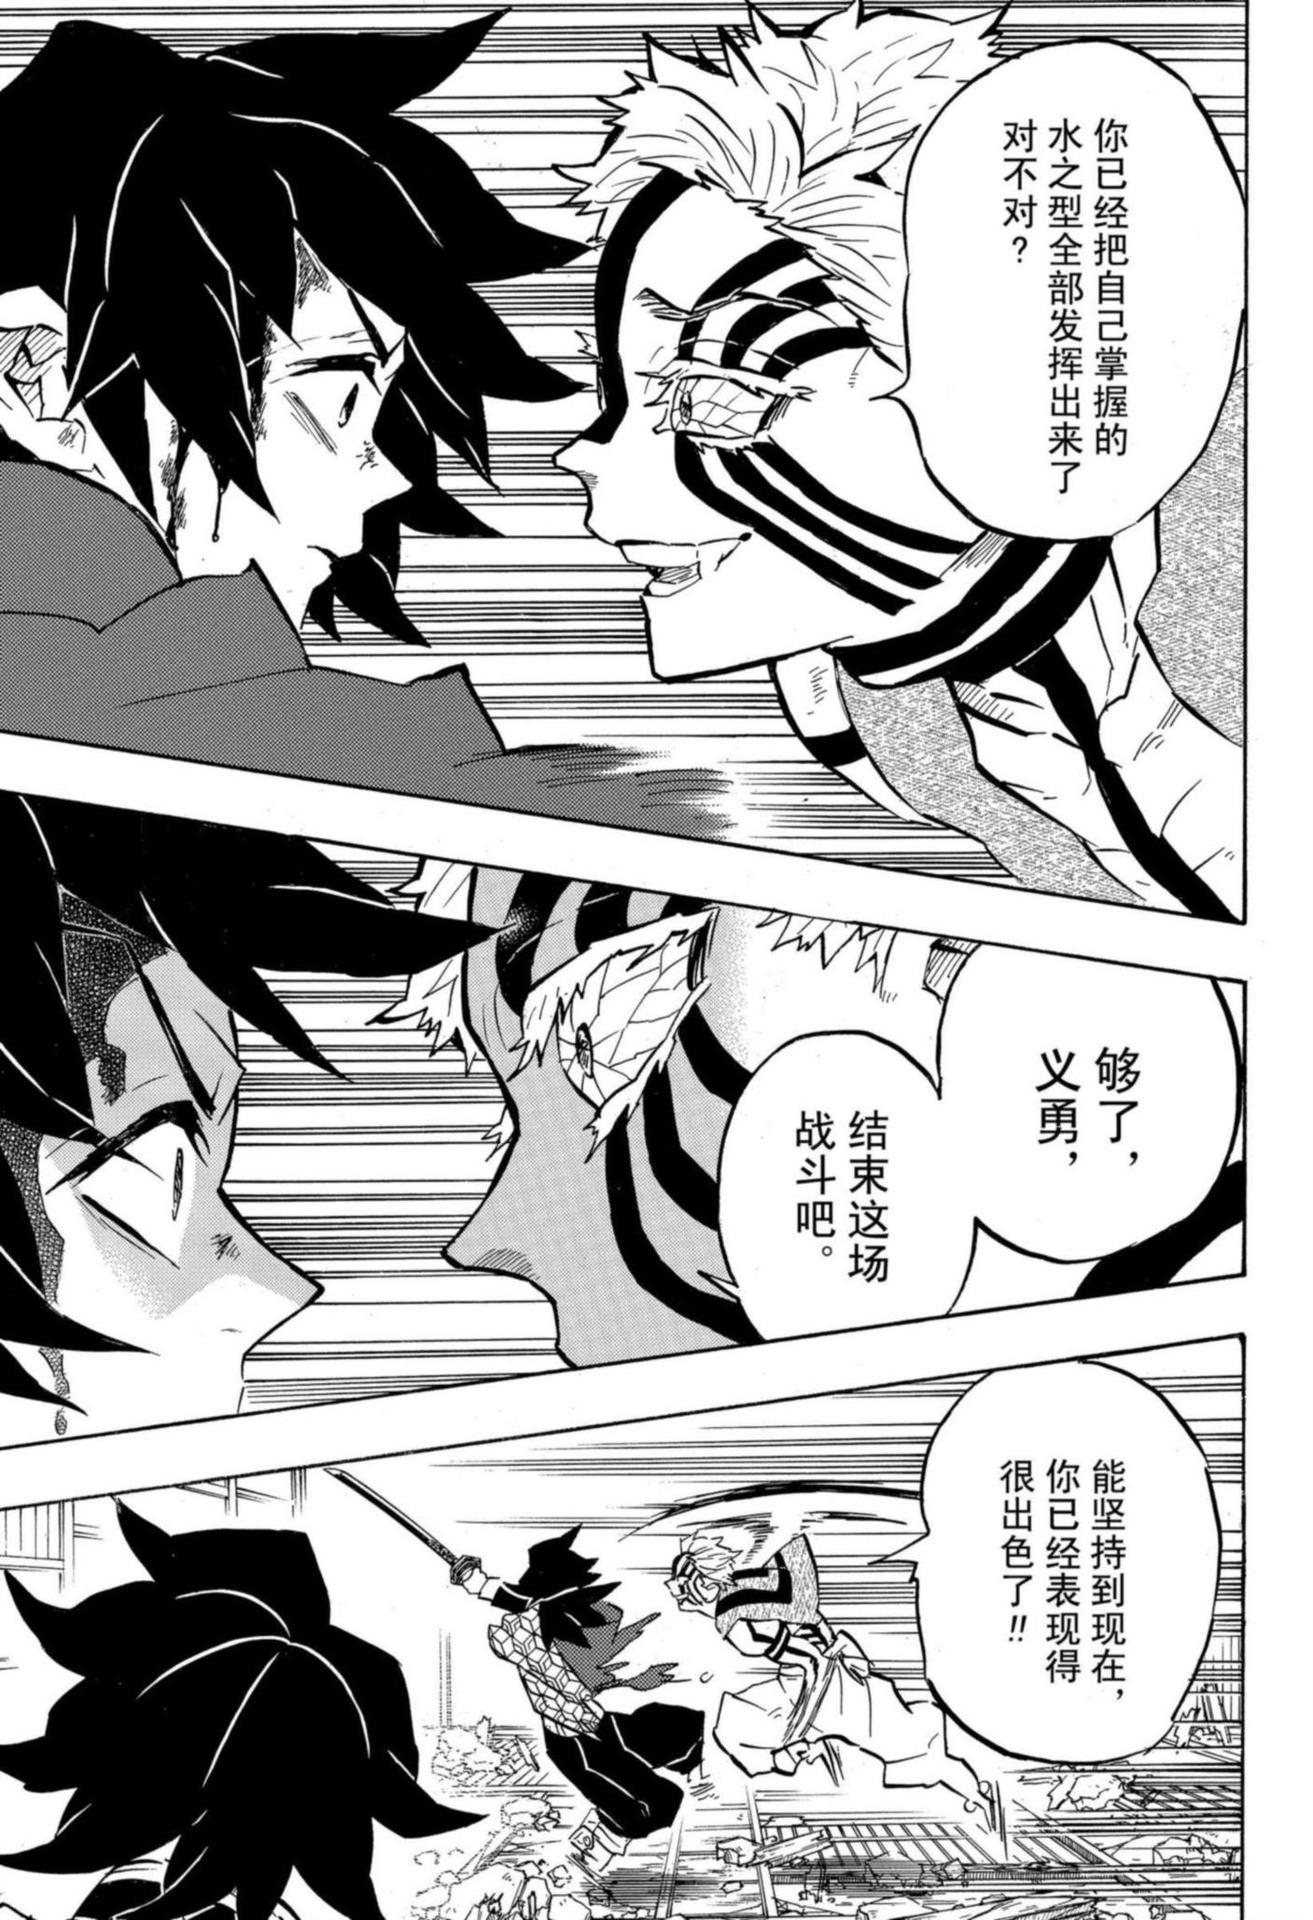 你已经把自己掌握的
水之型全部发挥出来了
对不对？
够了，
义勇，
结束这场
战斗吧。
能坚持到现在，
你已经表现得
很出色了!!